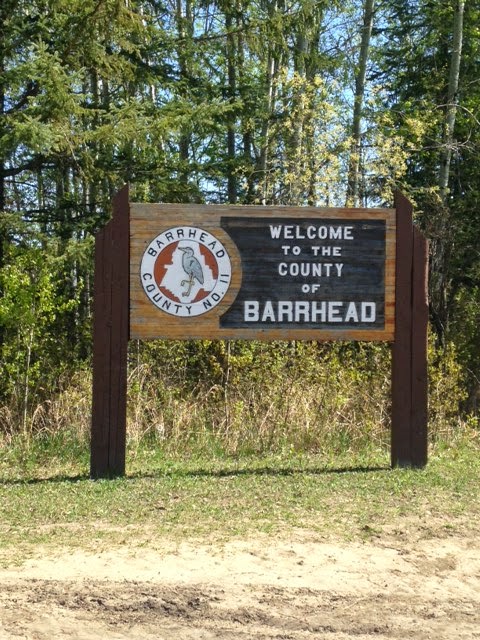 BARRHEAD
COUNTY NO. 11
WELCOME
TO THE
COUNTY
OF
BARRHEAD